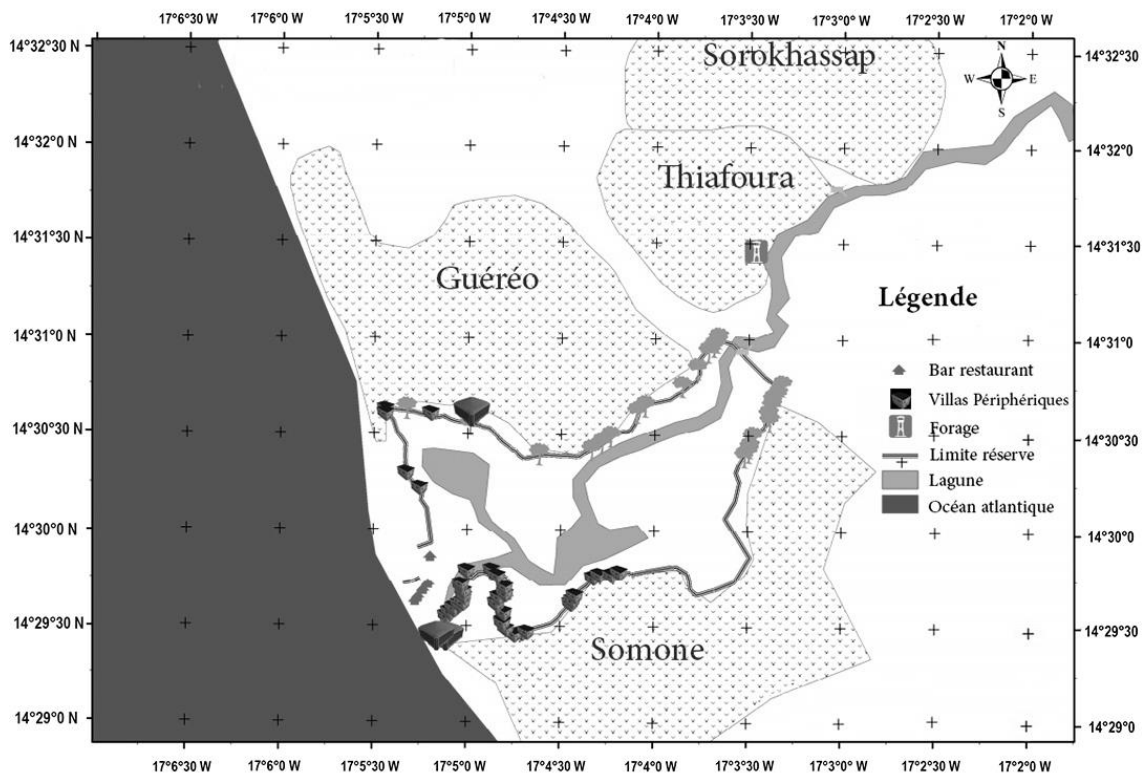 17°6'30 W 17°6'0 W 17°5'30 W 17°5'0 W 17°4'30 W 17°4'0 W 17°3'30 W 17°3'0 W 17°2'30 W 17°2'0 W
14°32'30 N 14°32'30 N
Sorokhassap
N
W E
S
14°32'0 N 14°32'0 N
Thiafoura
14°31'30 N 14°31'30 N
Guéréo
Légende
14°31'0 N 14°31'0 N
Bar restaurant
Villas Périphériques
14°30'30 N Forage 14°30'30 N
Limite réserve
Lagune
Océan atlantique
14°30'0 N 14°30'0 N
14°29'30 N 14°29'30 N
Somone
14°29'0 N 14°29'0 N
17°6'30 W 17°6'0 W 17°5'30 W 17°5'0 W 17°4'30 W 17°4'0 W 17°3'30 W 17°3'0 W 17°2'30 W 17°2'0 W